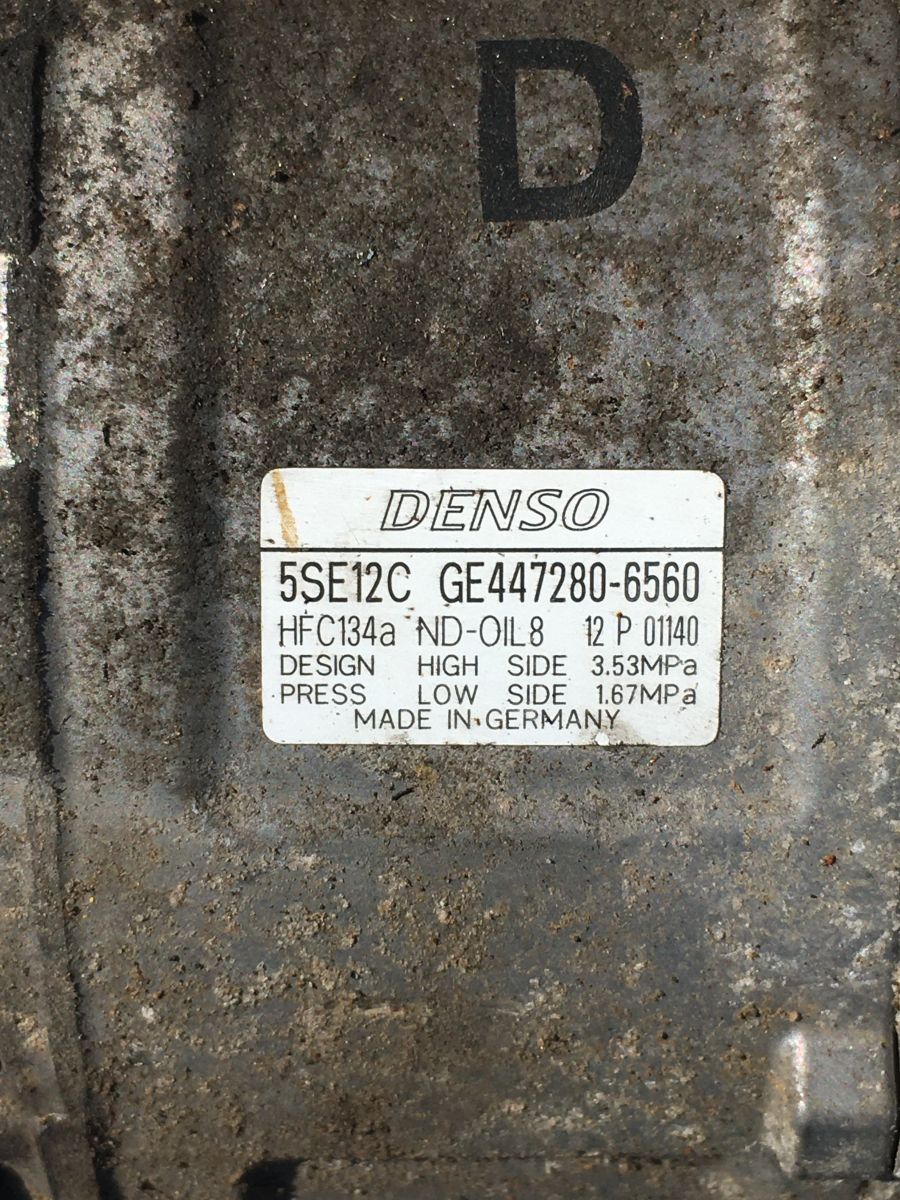 D
DENSO
5SE12C GE447280-6560
HFC134a ND-OIL8 12 P 01140
DESIGN HIGH SIDE 3.53MPa
PRESS LOW SIDE 1.67MPa
MADE IN GERMANY